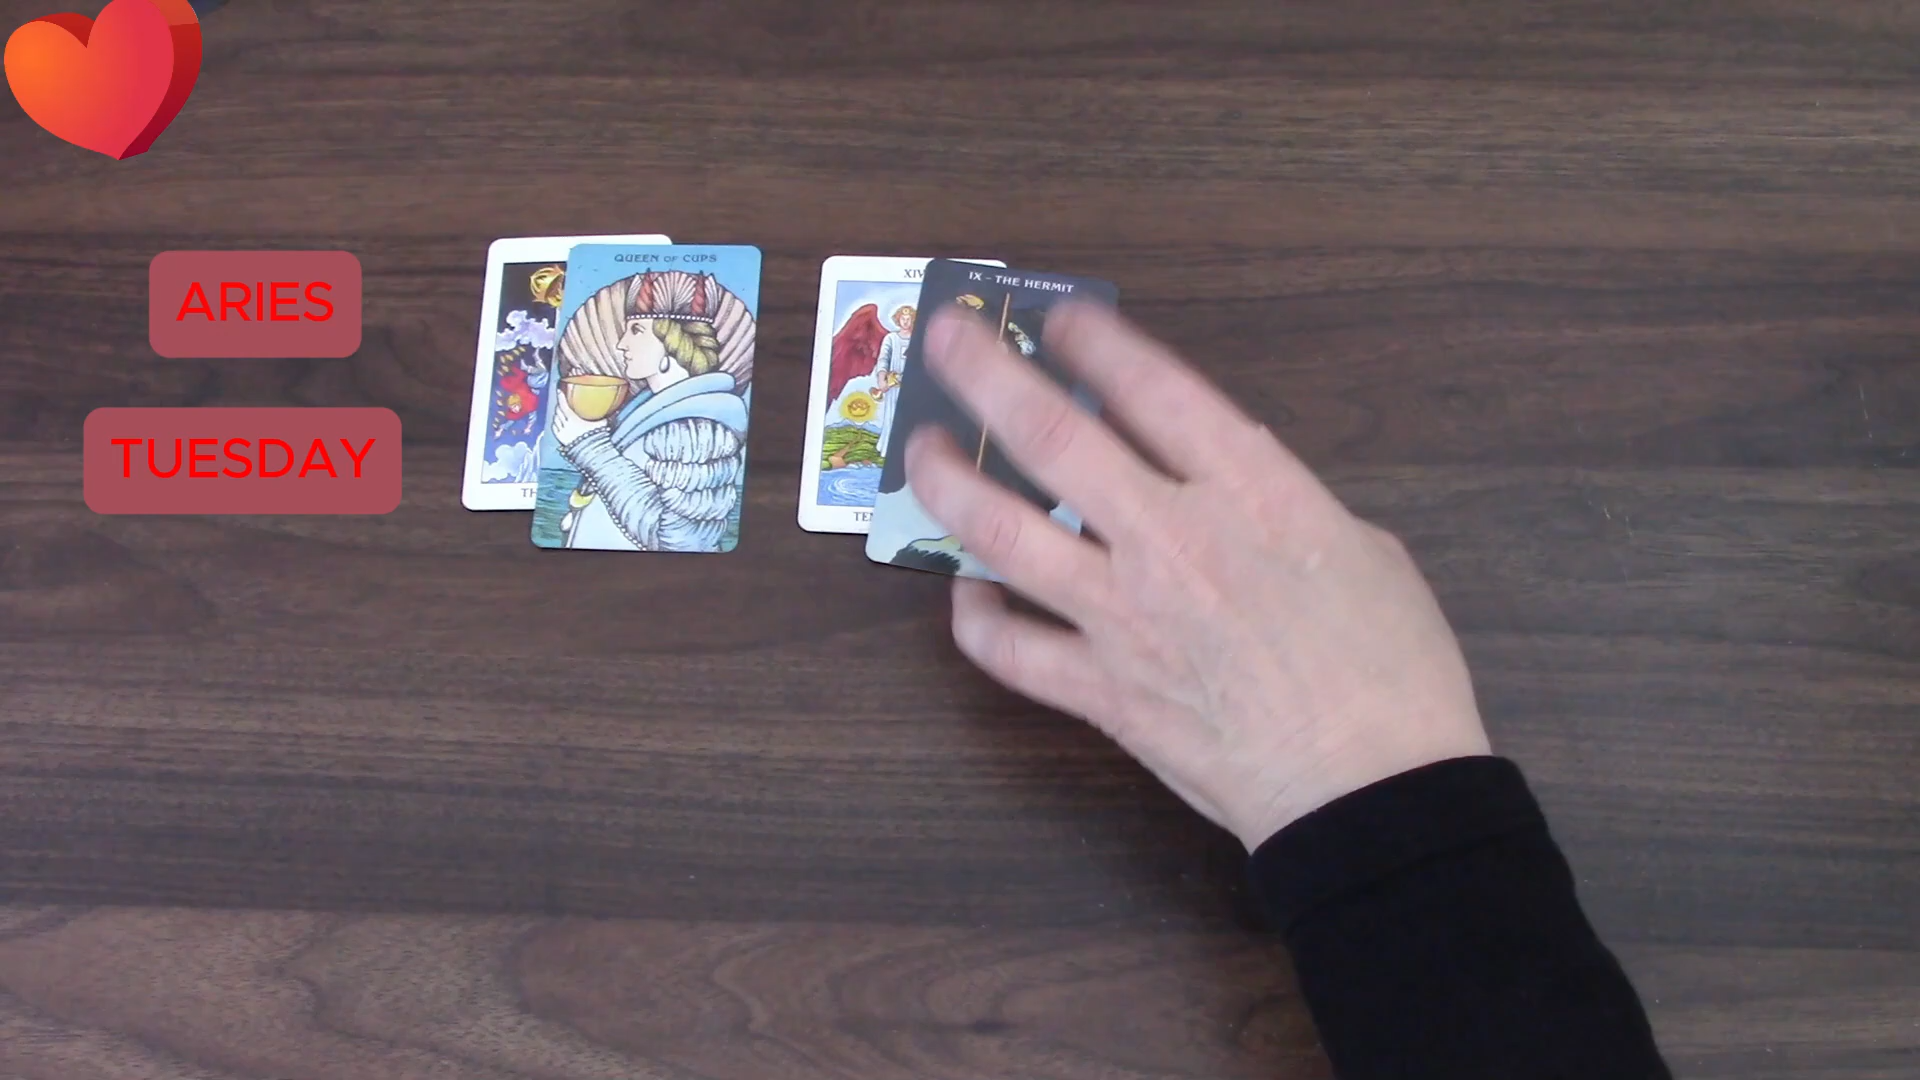 ARIES
TUESDAY
QUEEN OF CUPS
XIV
IX - THE HERMIT